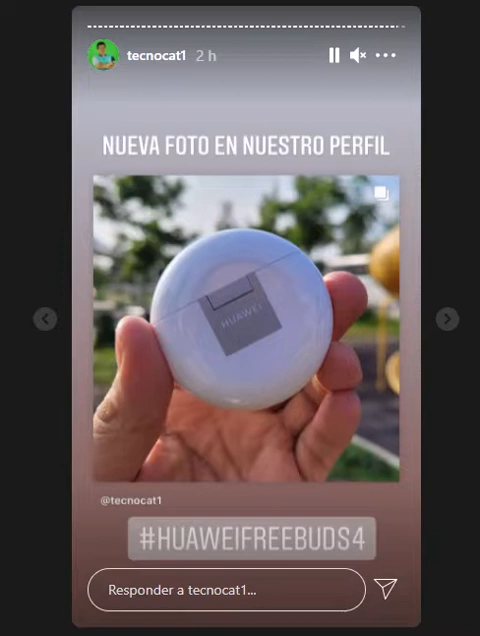 tecnocat1 2 h
NUEVA FOTO EN NUESTRO PERFIL
HUAWEI
@tecnocat1
#HUAWEIFREEBUDS4
Responder a tecnocat1...